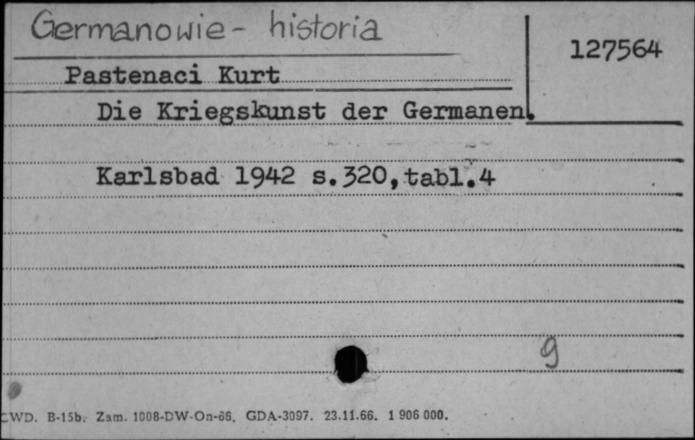 Germanowie - historia
127564
Pastenaci Kurt
Die Kriegskunst der Germanen.
Karlsbad 1942 s.320,tabl.4
9
CWD. B-15b. Zam. 1008-DW-On-66. GDA-3097. 23.11.66. 1 906 000.